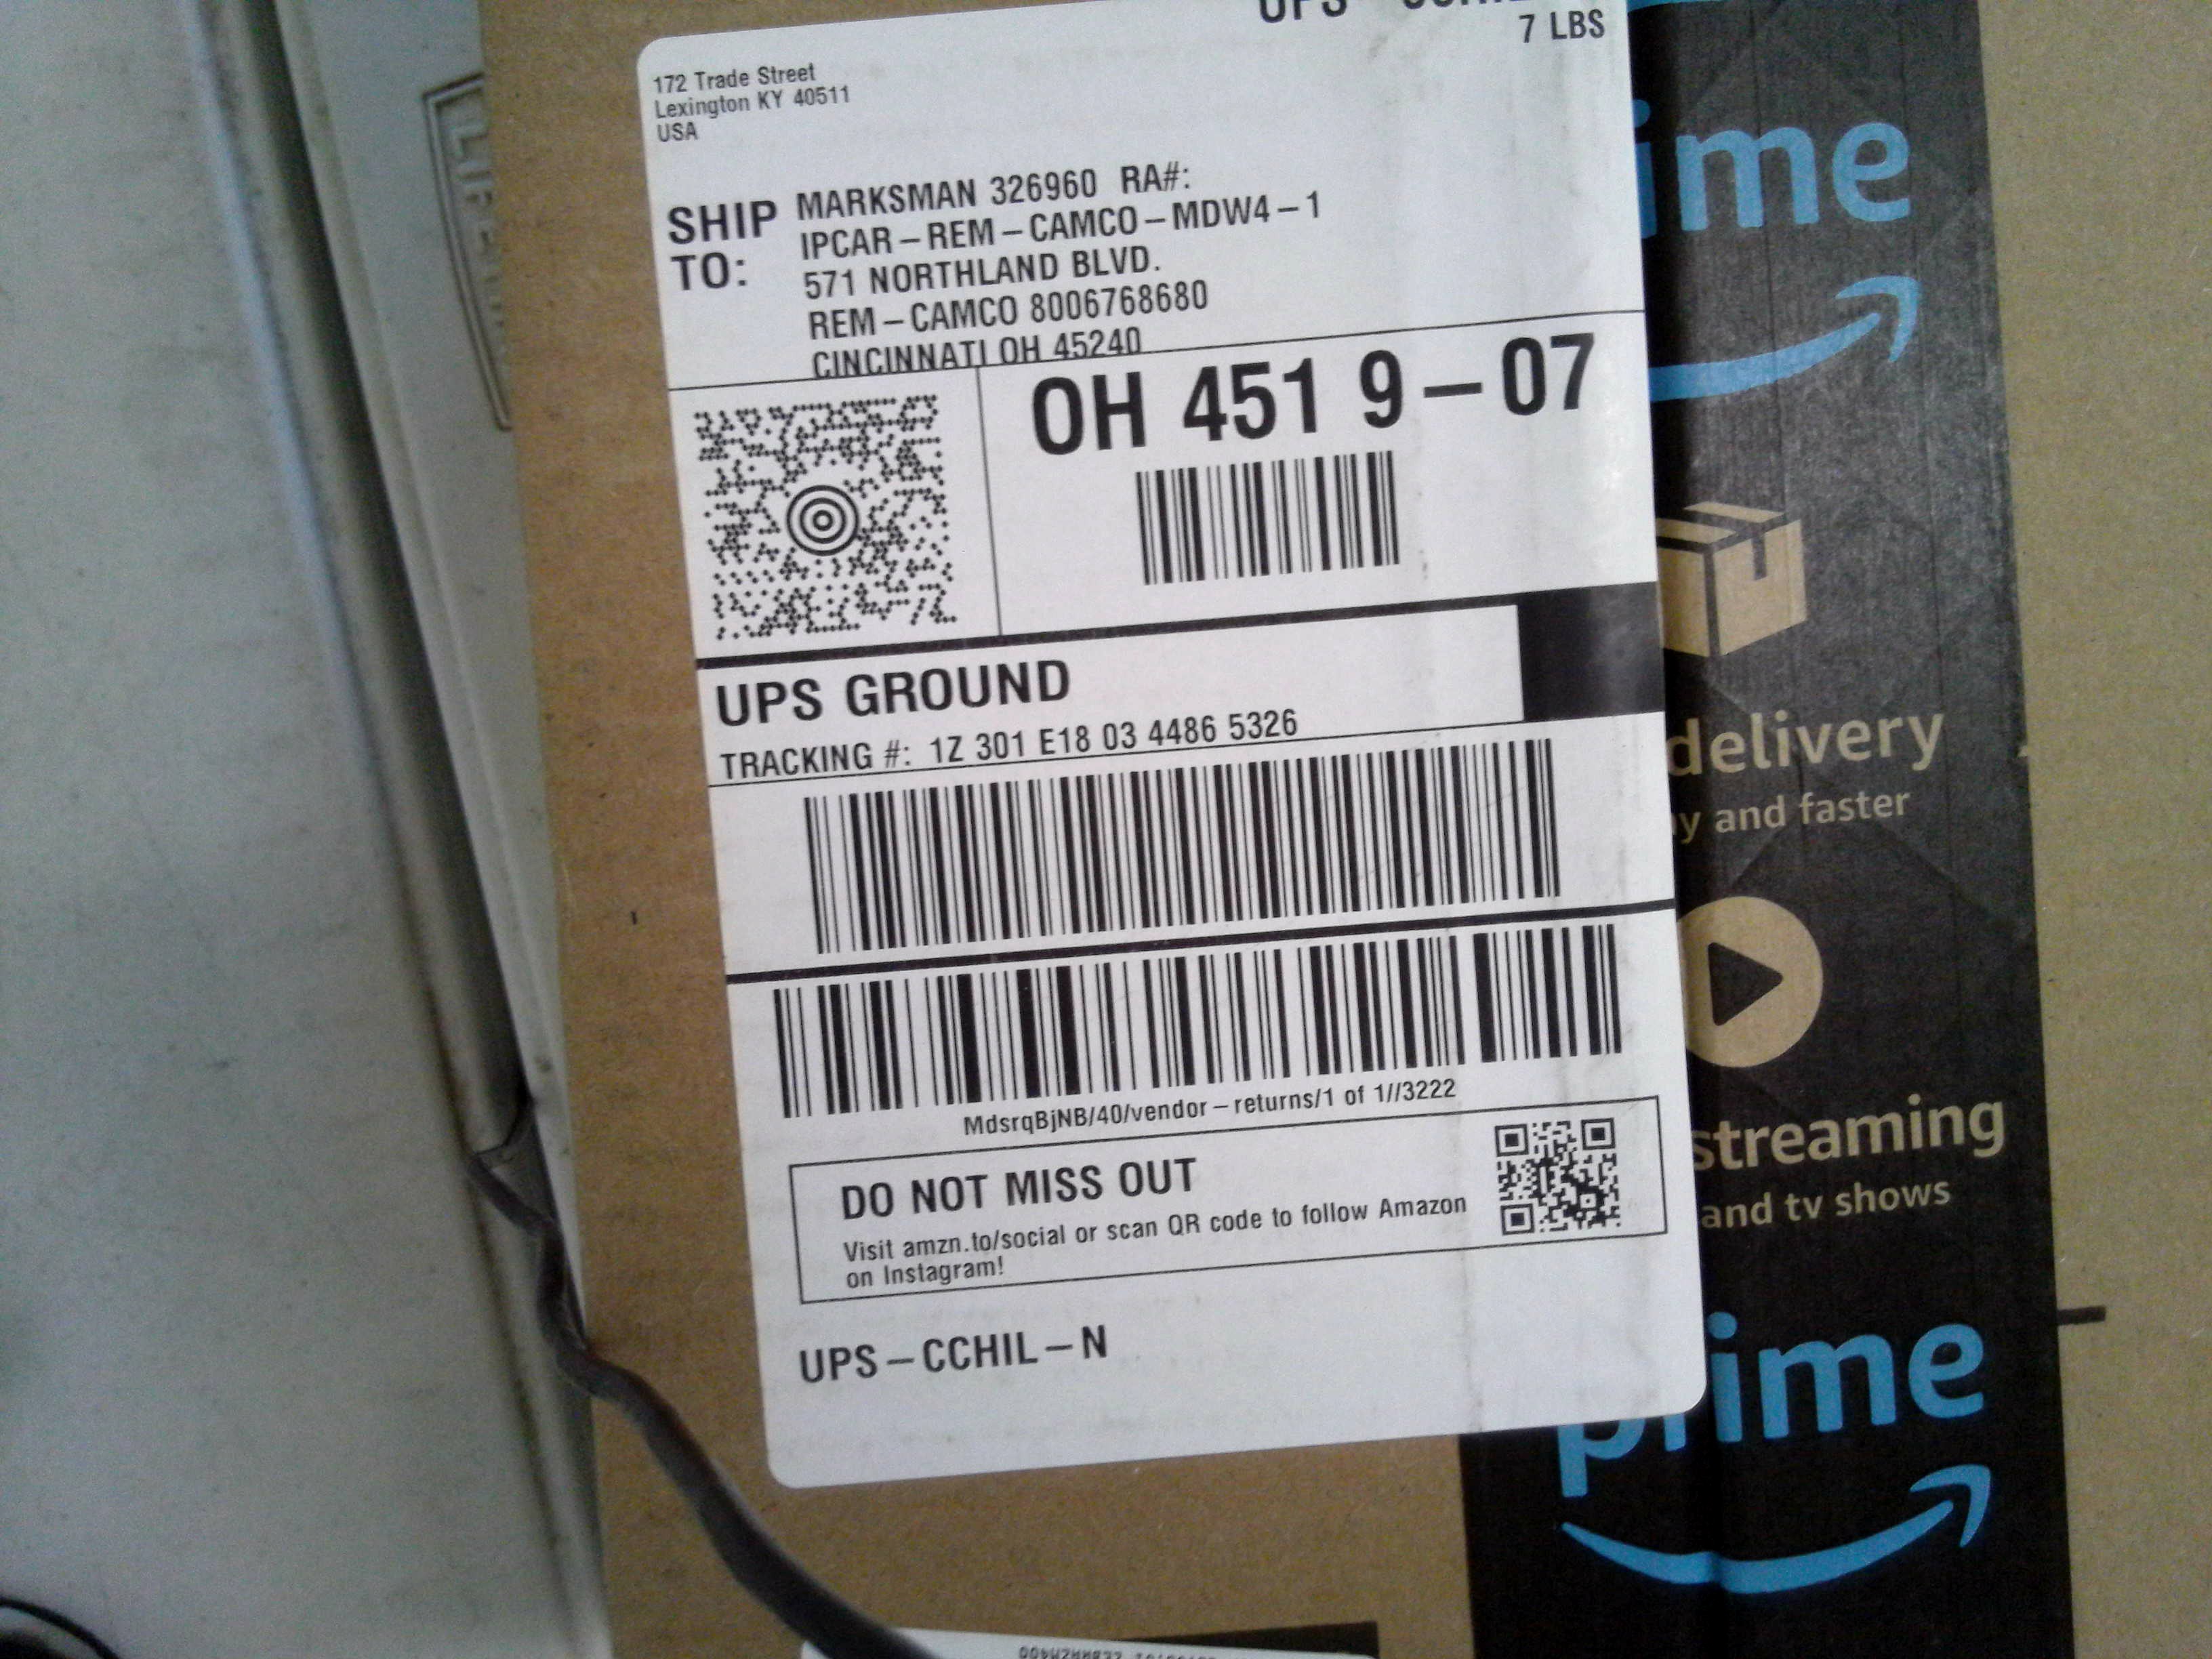 7 LBS
172 Trade Street
Lexington KY 40511
USA
SHIP TO:
MARKSMAN 326960 RA#:
IPCAR-REM-CAMCO-MDW4-1
571 NORTHLAND BLVD.
REM-CAMCO 8006768680
CINCINNATI OH 45240
OH 451 9-07
UPS GROUND
TRACKING #: 1Z 301 E18 03 4486 5326
MdsrqBjNB/40/vendor-returns/1 of 1//3222
DO NOT MISS OUT
Visit amzn.to/social or scan QR code to follow Amazon
on Instagram!
UPS-CCHIL-N
ime
delivery
y and faster
streaming
and tv shows
prime